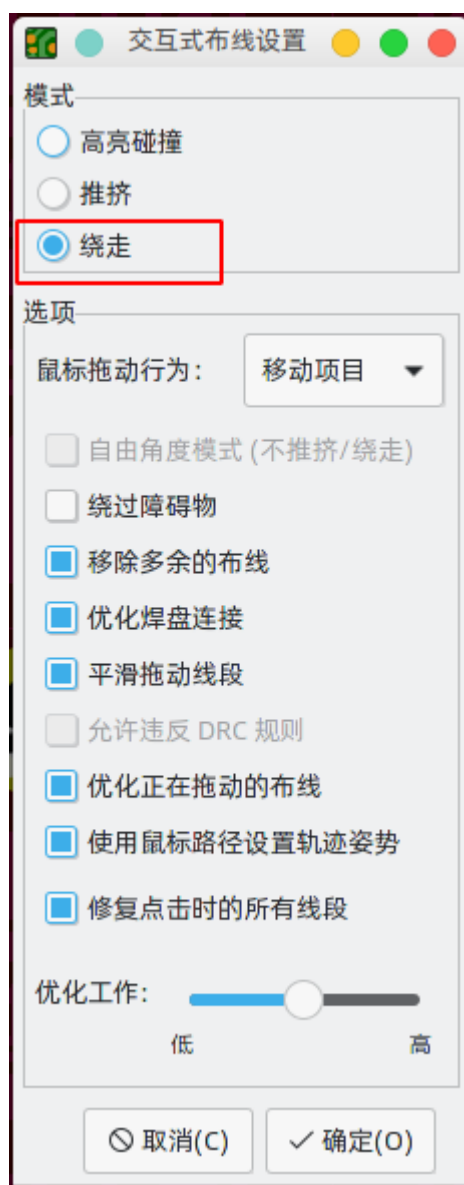 交互式布线设置
模式
高亮碰撞
推挤
绕走
选项
鼠标拖动行为: 移动项目
自由角度模式 (不推挤/绕走)
绕过障碍物
移除多余的布线
优化焊盘连接
平滑拖动线段
允许违反 DRC 规则
优化正在拖动的布线
使用鼠标路径设置轨迹姿势
修复点击时的所有线段
优化工作:
低 高
取消(C) 确定(O)